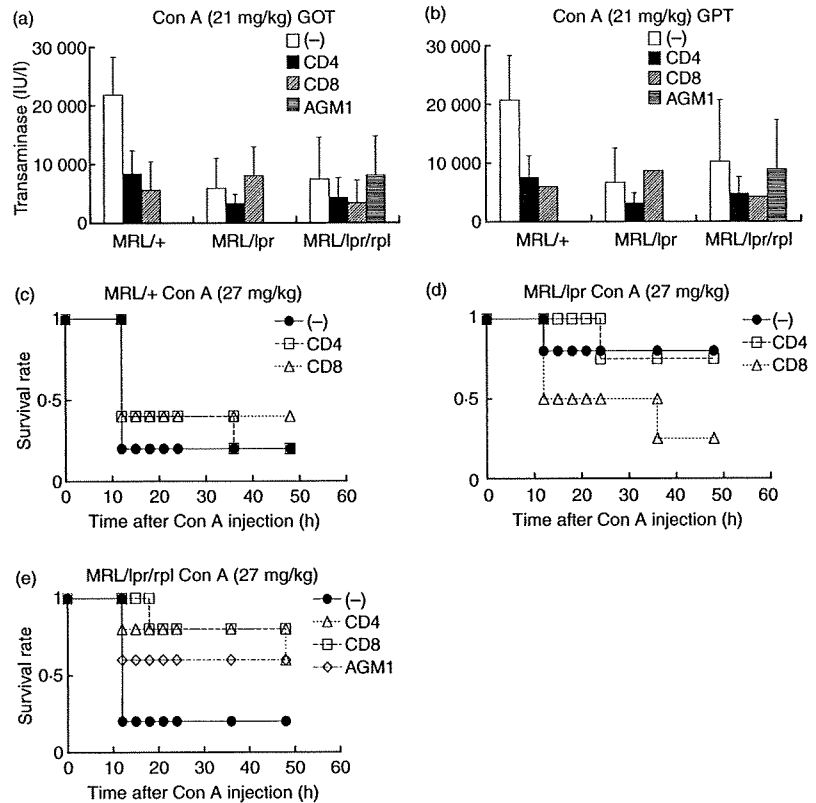 (a)
Con A (21 mg/kg) GOT
(–)
CD4
CD8
AGM1
Transaminase (IU/l)
30 000
20 000
10 000
0
MRL/+
MRL/lpr
MRL/lpr/rpl
(b)
Con A (21 mg/kg) GPT
(–)
CD4
CD8
AGM1
30 000
20 000
10 000
0
MRL/+
MRL/lpr
MRL/lpr/rpl
(c)
MRL/+ Con A (27 mg/kg)
(–)
CD4
CD8
Survival rate
1
0·5
0
0 10 20 30 40 50 60
Time after Con A injection (h)
(d)
MRL/lpr Con A (27 mg/kg)
(–)
CD4
CD8
Survival rate
1
0·5
0
0 10 20 30 40 50 60
Time after Con A injection (h)
(e)
MRL/lpr/rpl Con A (27 mg/kg)
(–)
CD4
CD8
AGM1
Survival rate
1
0·5
0
0 10 20 30 40 50 60
Time after Con A injection (h)